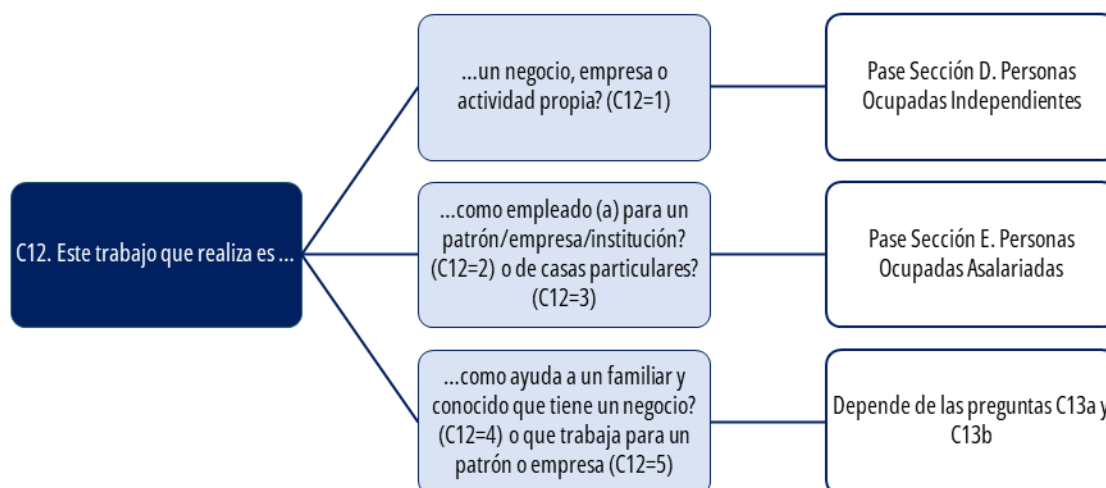 C12. Este trabajo que realiza es ...
...un negocio, empresa o
actividad propia? (C12=1)
Pase Sección D. Personas
Ocupadas Independientes
...como empleado (a) para un
patrón/empresa/institución?
(C12=2) o de casas particulares?
(C12=3)
Pase Sección E. Personas
Ocupadas Asalariadas
...como ayuda a un familiar y
conocido que tiene un negocio?
(C12=4) o que trabaja para un
patrón o empresa (C12=5)
Depende de las preguntas C13a y
C13b